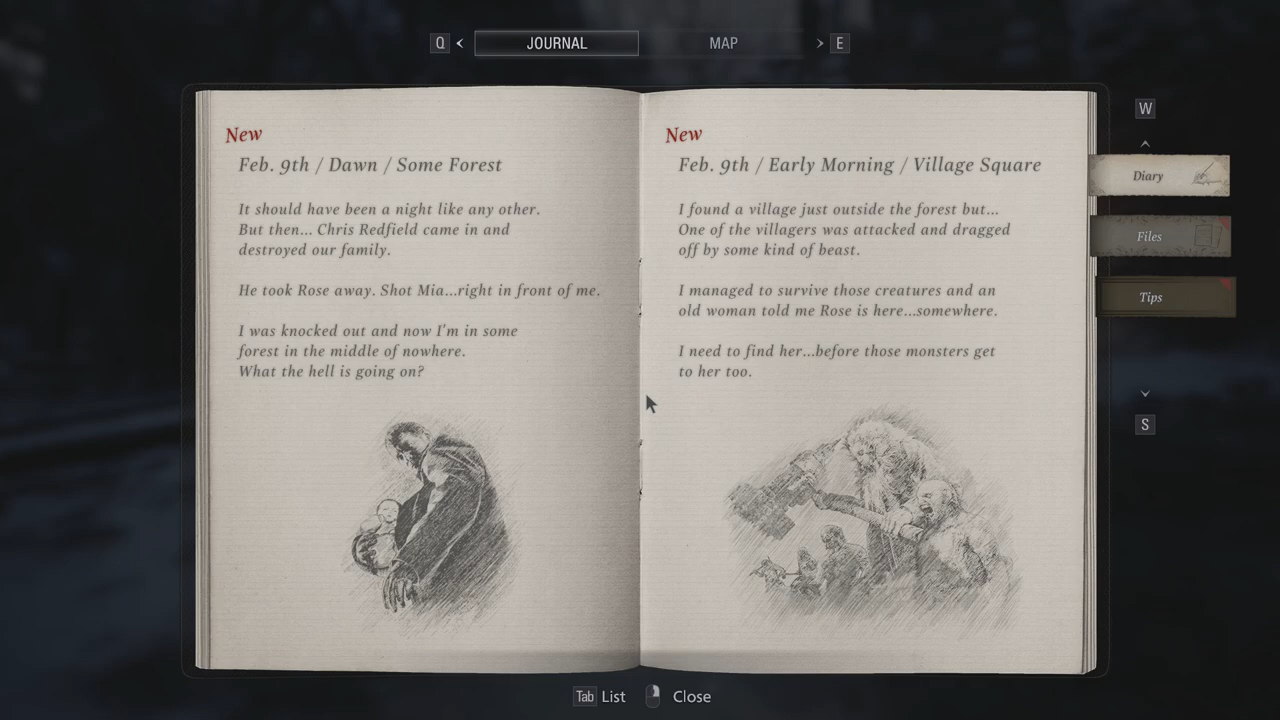 Q JOURNAL MAP E
New
Feb. 9th / Dawn / Some Forest
It should have been a night like any other.
But then... Chris Redfield came in and
destroyed our family.
He took Rose away. Shot Mia...right in front of me.
I was knocked out and now I'm in some
forest in the middle of nowhere.
What the hell is going on?
New
Feb. 9th / Early Morning / Village Square
I found a village just outside the forest but...
One of the villagers was attacked and dragged
off by some kind of beast.
I managed to survive those creatures and an
old woman told me Rose is here...somewhere.
I need to find her...before those monsters get
to her too.
W
Diary
Files
Tips
S
Tab List Close